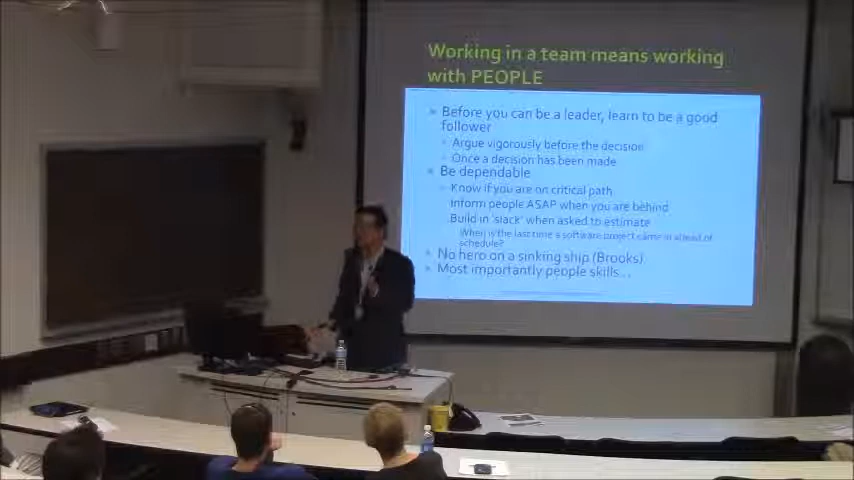 Working in a team means working
with PEOPLE
Before you can be a leader, learn to be a good
follower
Argue vigorously before the decision
Once a decision has been made
Be dependable
Know if you are on critical path
Inform people ASAP when you are behind
Build in 'slack' when asked to estimate
When is the last time a software project came in ahead of
schedule?
No hero on a sinking ship (Brooks)
Most importantly people skills...